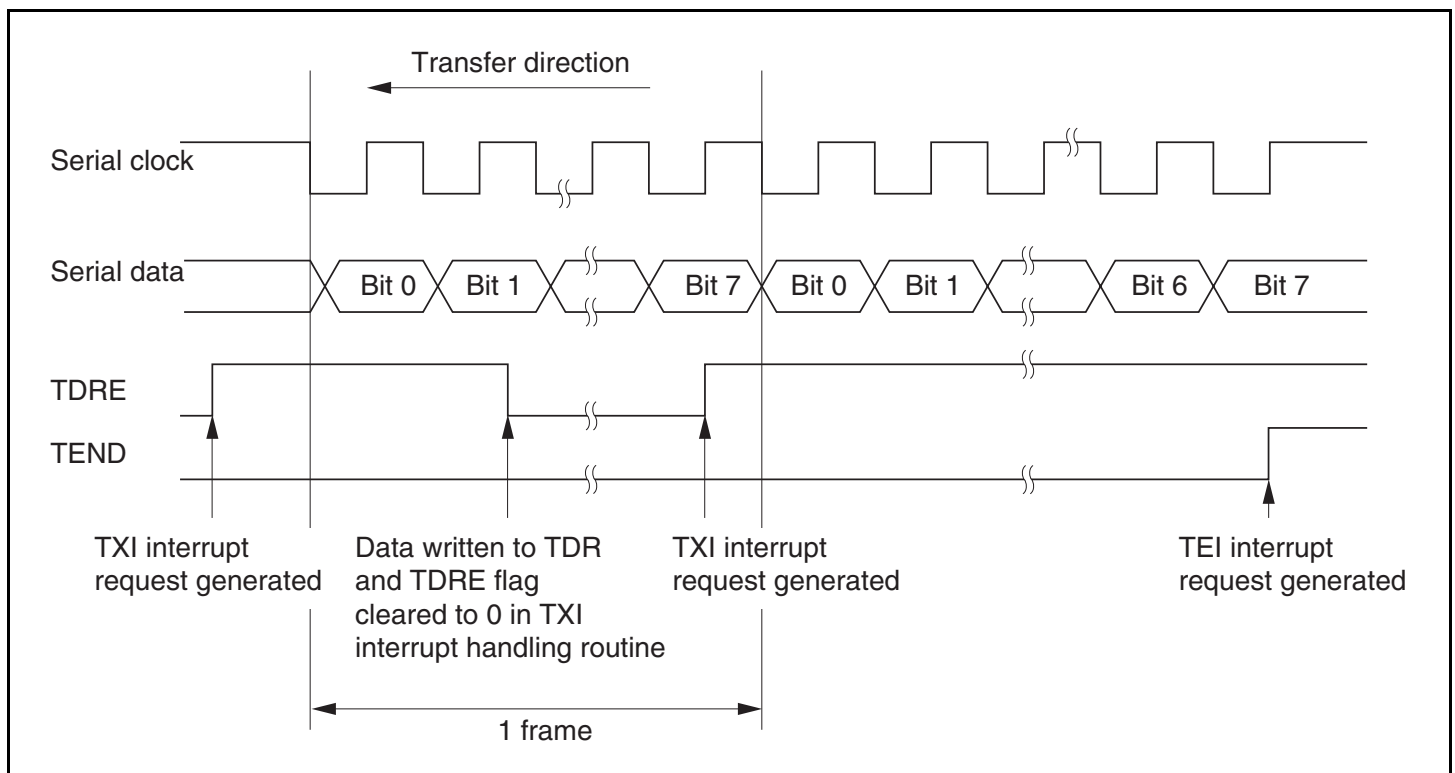 Transfer direction
Serial clock
Serial data
Bit 0
Bit 1
Bit 7
Bit 0
Bit 1
Bit 6
Bit 7
TDRE
TEND
TXI interrupt
request generated
Data written to TDR
and TDRE flag
cleared to 0 in TXI
interrupt handling routine
TXI interrupt
request generated
TEI interrupt
request generated
1 frame